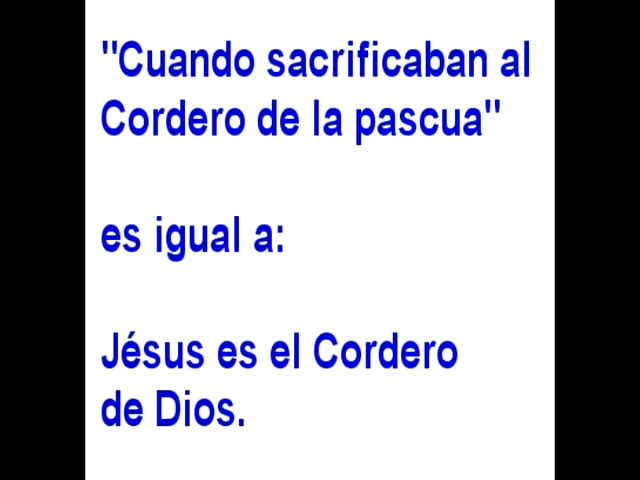 "Cuando sacrificaban al
Cordero de la pascua"
es igual a:
Jésus es el Cordero
de Dios.